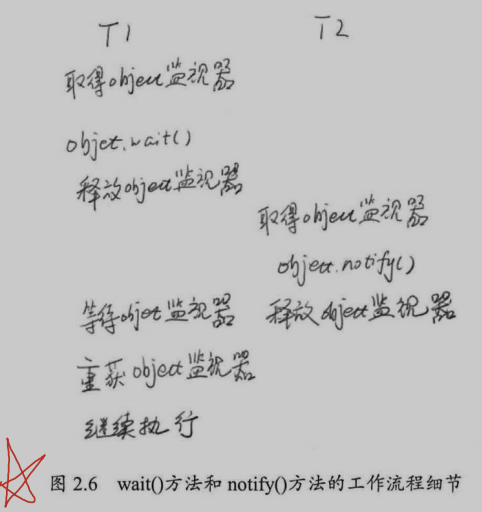 T1
T2
取得object监视器
objet.wait()
释放object监视器
取得object监视器
object.notify()
等待objet监视器
释放object监视器
重获object监视器
继续执行
图 2.6 wait()方法和 notify()方法的工作流程细节